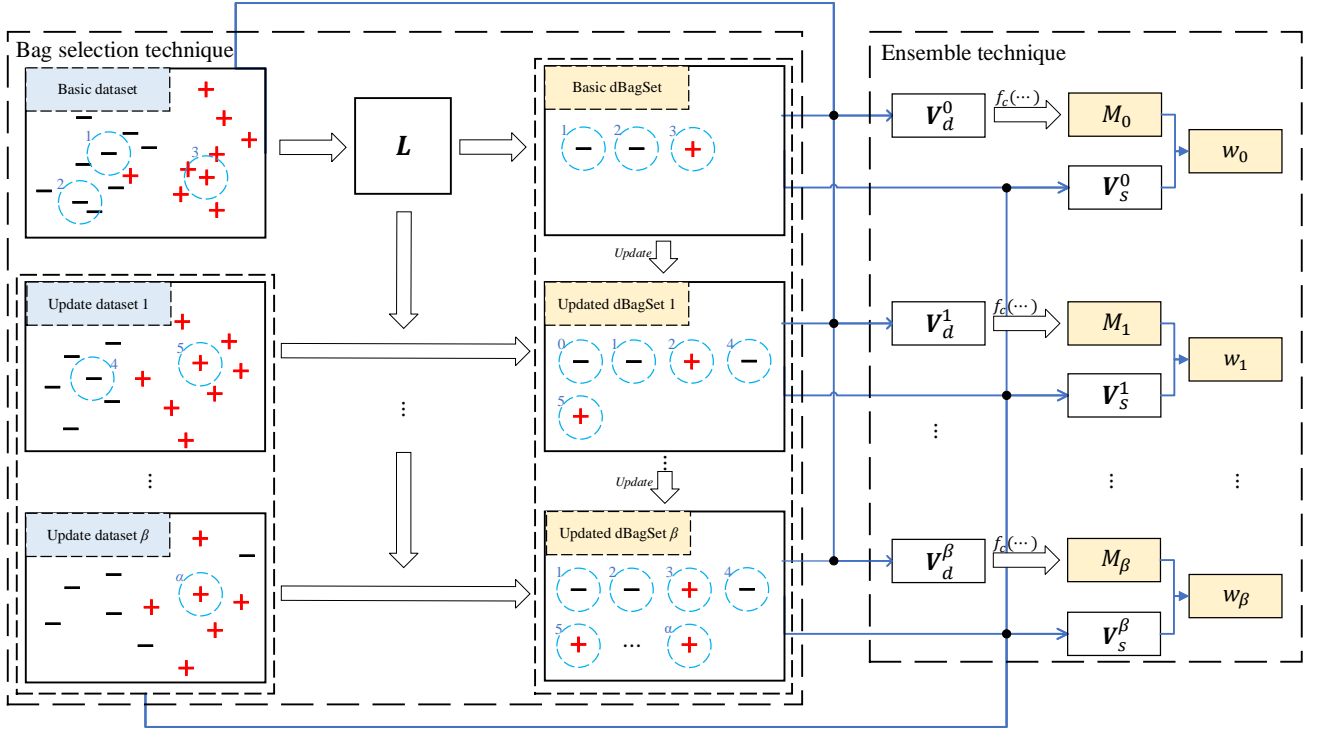 Bag selection technique
Ensemble technique
Basic dataset
1
2
3
L
Basic dBagSet
1 2 3
Update
V_d^0
f_c(⋯)
M_0
V_s^0
w_0
Update dataset 1
4
5
Updated dBagSet 1
0 1 2 4
5
V_d^1
f_c(⋯)
M_1
V_s^1
w_1
⋯
⋮
⋮
Update
⋮
⋮
⋮
Update dataset β
α
Updated dBagSet β
1 2 3 4
5 … α
V_d^β
f_c(⋯)
M_β
V_s^β
w_β